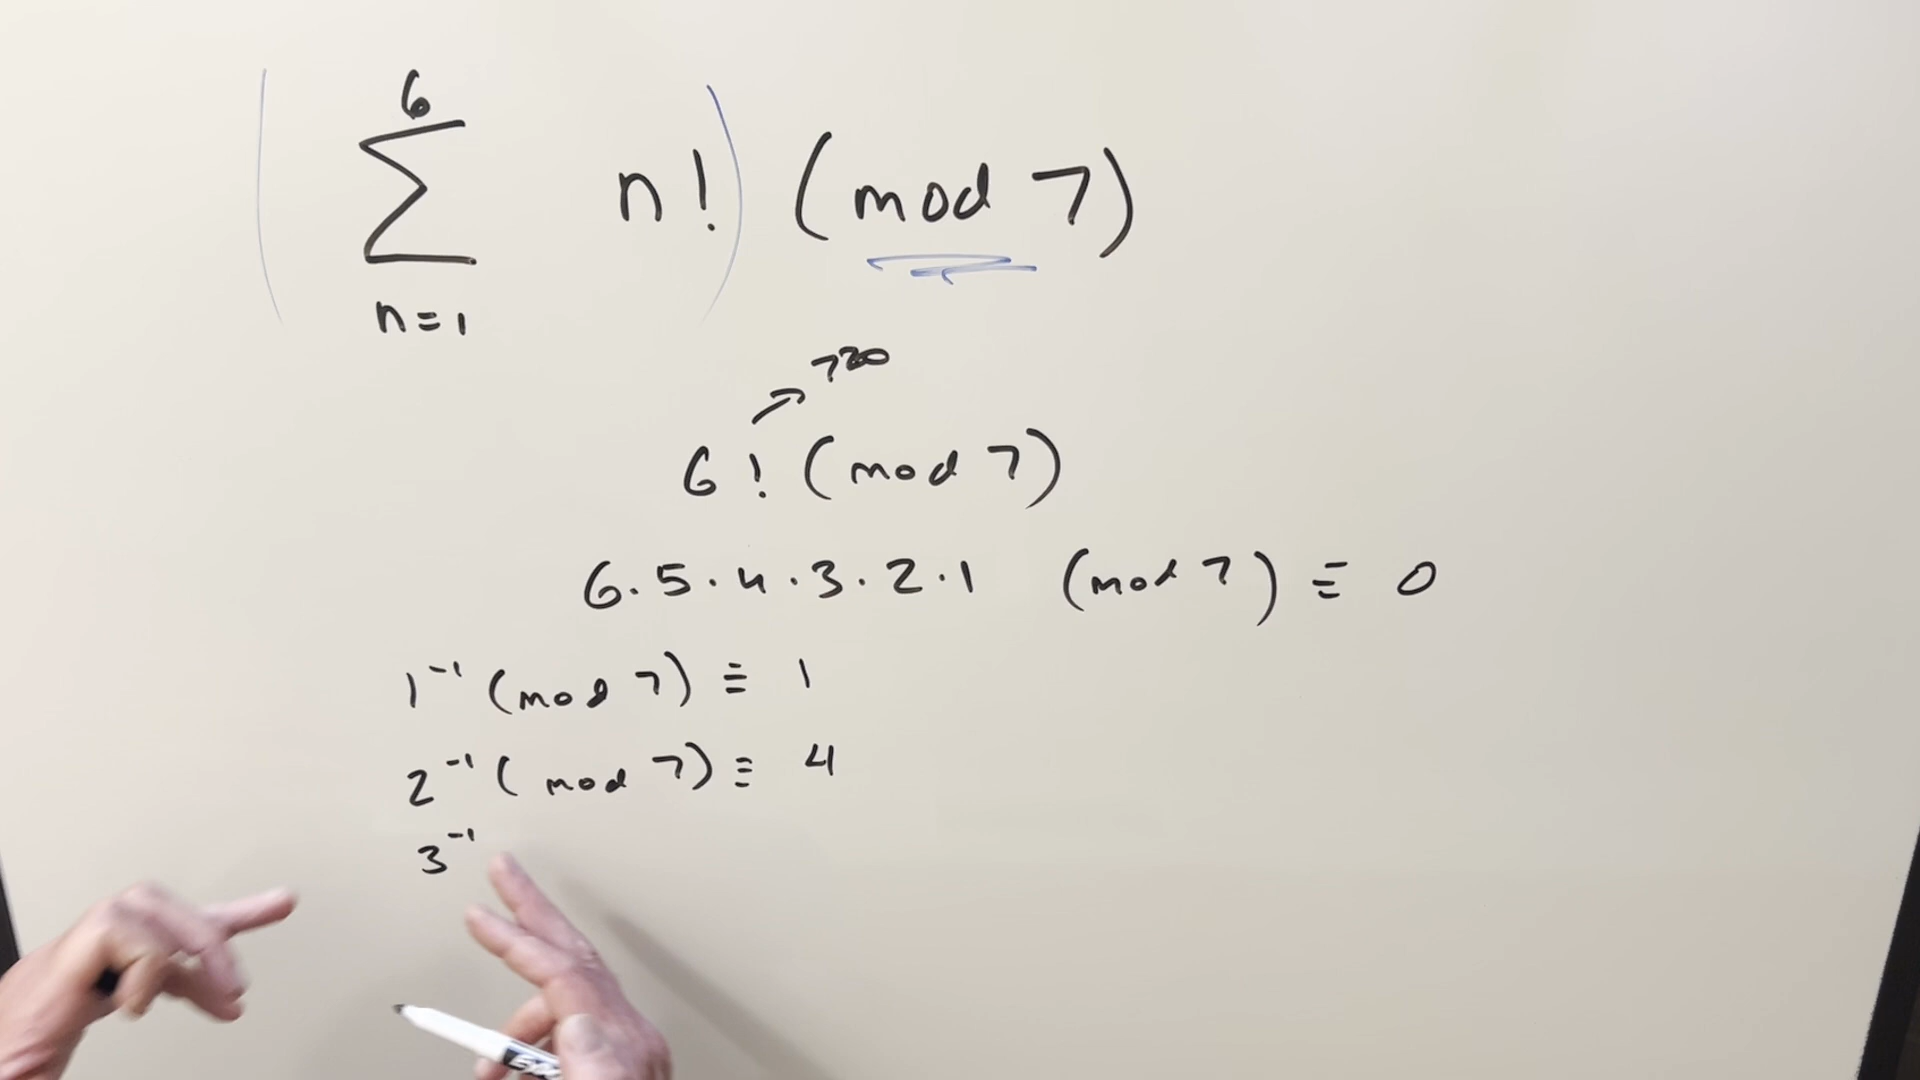 6
( Σ n! ) (mod 7)
n=1
720
6! (mod 7)
6·5·4·3·2·1 (mod 7) ≡ 0
1⁻¹ (mod 7) ≡ 1
2⁻¹ (mod 7) ≡ 4
3⁻¹